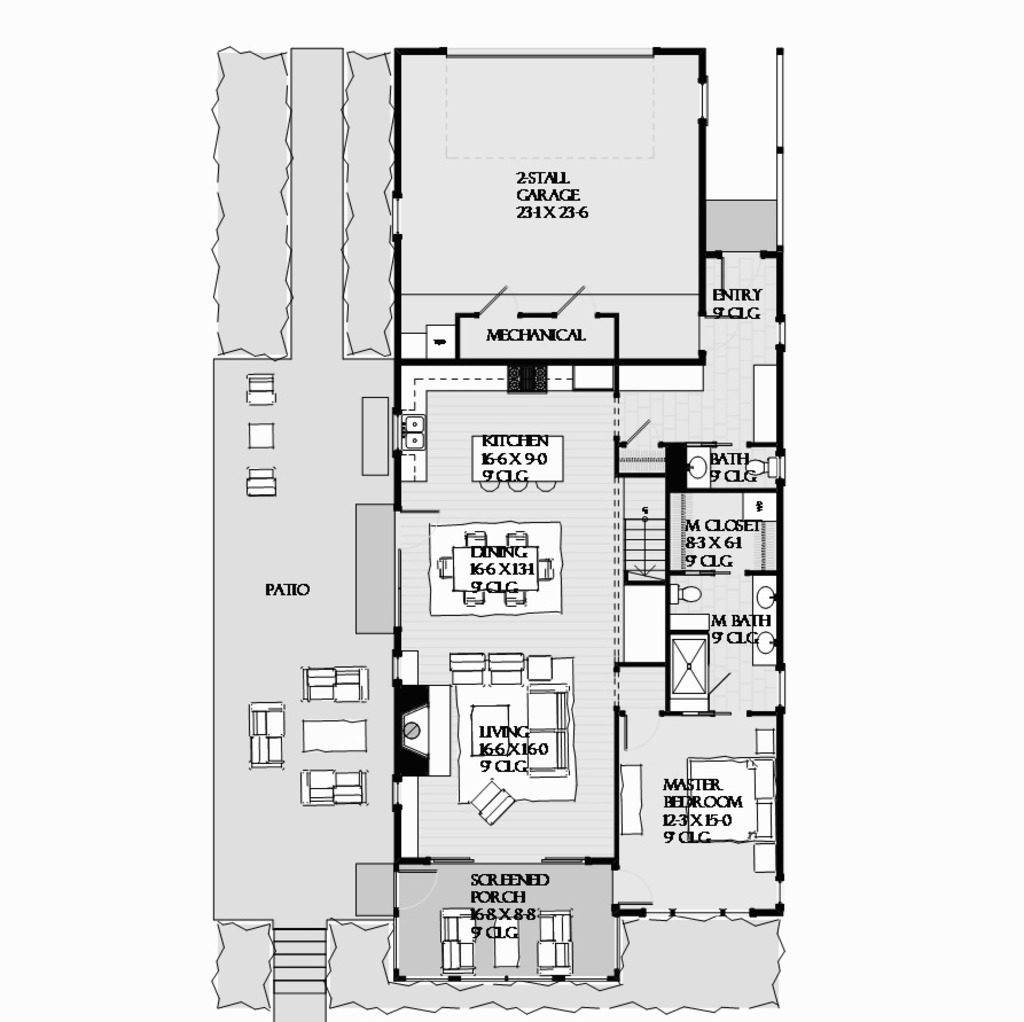 2-STALL
GARAGE
23-1 X 23-6
ENTRY
9' CLG
MECHANICAL
KITCHEN
16-6 X 9-0
9' CLG
BATH
9' CLG
M CLOSET
8-3 X 6-1
9' CLG
DINING
16-6 X 13-1
9' CLG
PATIO
M BATH
9' CLG
LIVING
16-6 X 16-0
9' CLG
MASTER
BEDROOM
12-3 X 15-0
9' CLG
SCREENED
PORCH
16-8 X 8-8
9' CLG